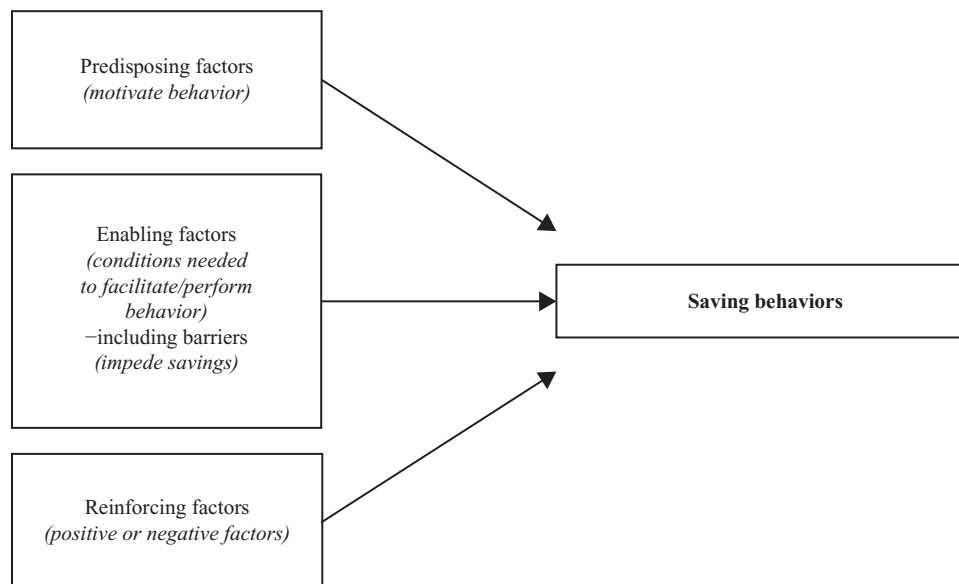 Predisposing factors
(motivate behavior)
Enabling factors
(conditions needed
to facilitate/perform
behavior)
−including barriers
(impede savings)
Saving behaviors
Reinforcing factors
(positive or negative factors)